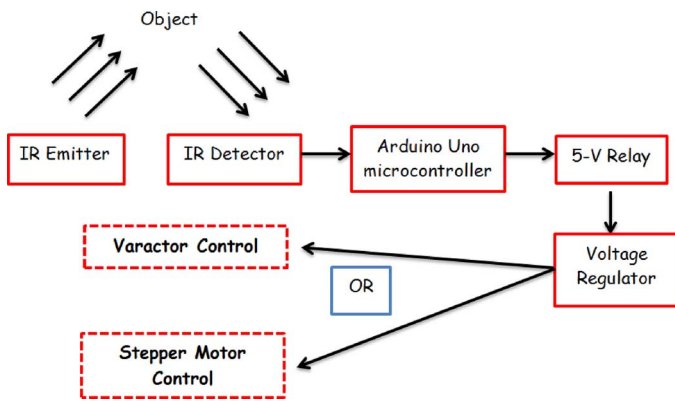 Object
IR Emitter
IR Detector
Arduino Uno
microcontroller
5-V Relay
Varactor Control
Voltage
Regulator
OR
Stepper Motor
Control